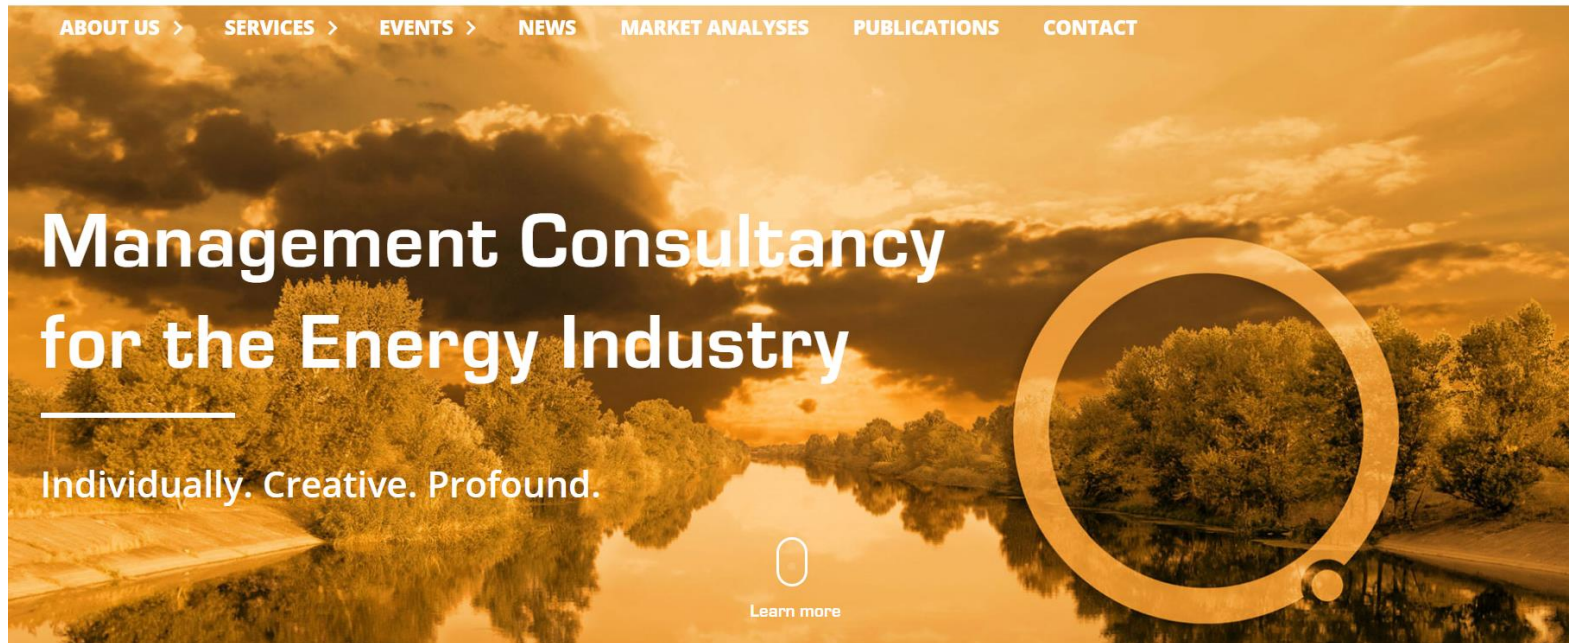 ABOUT US > SERVICES > EVENTS > NEWS MARKET ANALYSES PUBLICATIONS CONTACT
Management Consultancy
for the Energy Industry
Individually. Creative. Profound.
Learn more